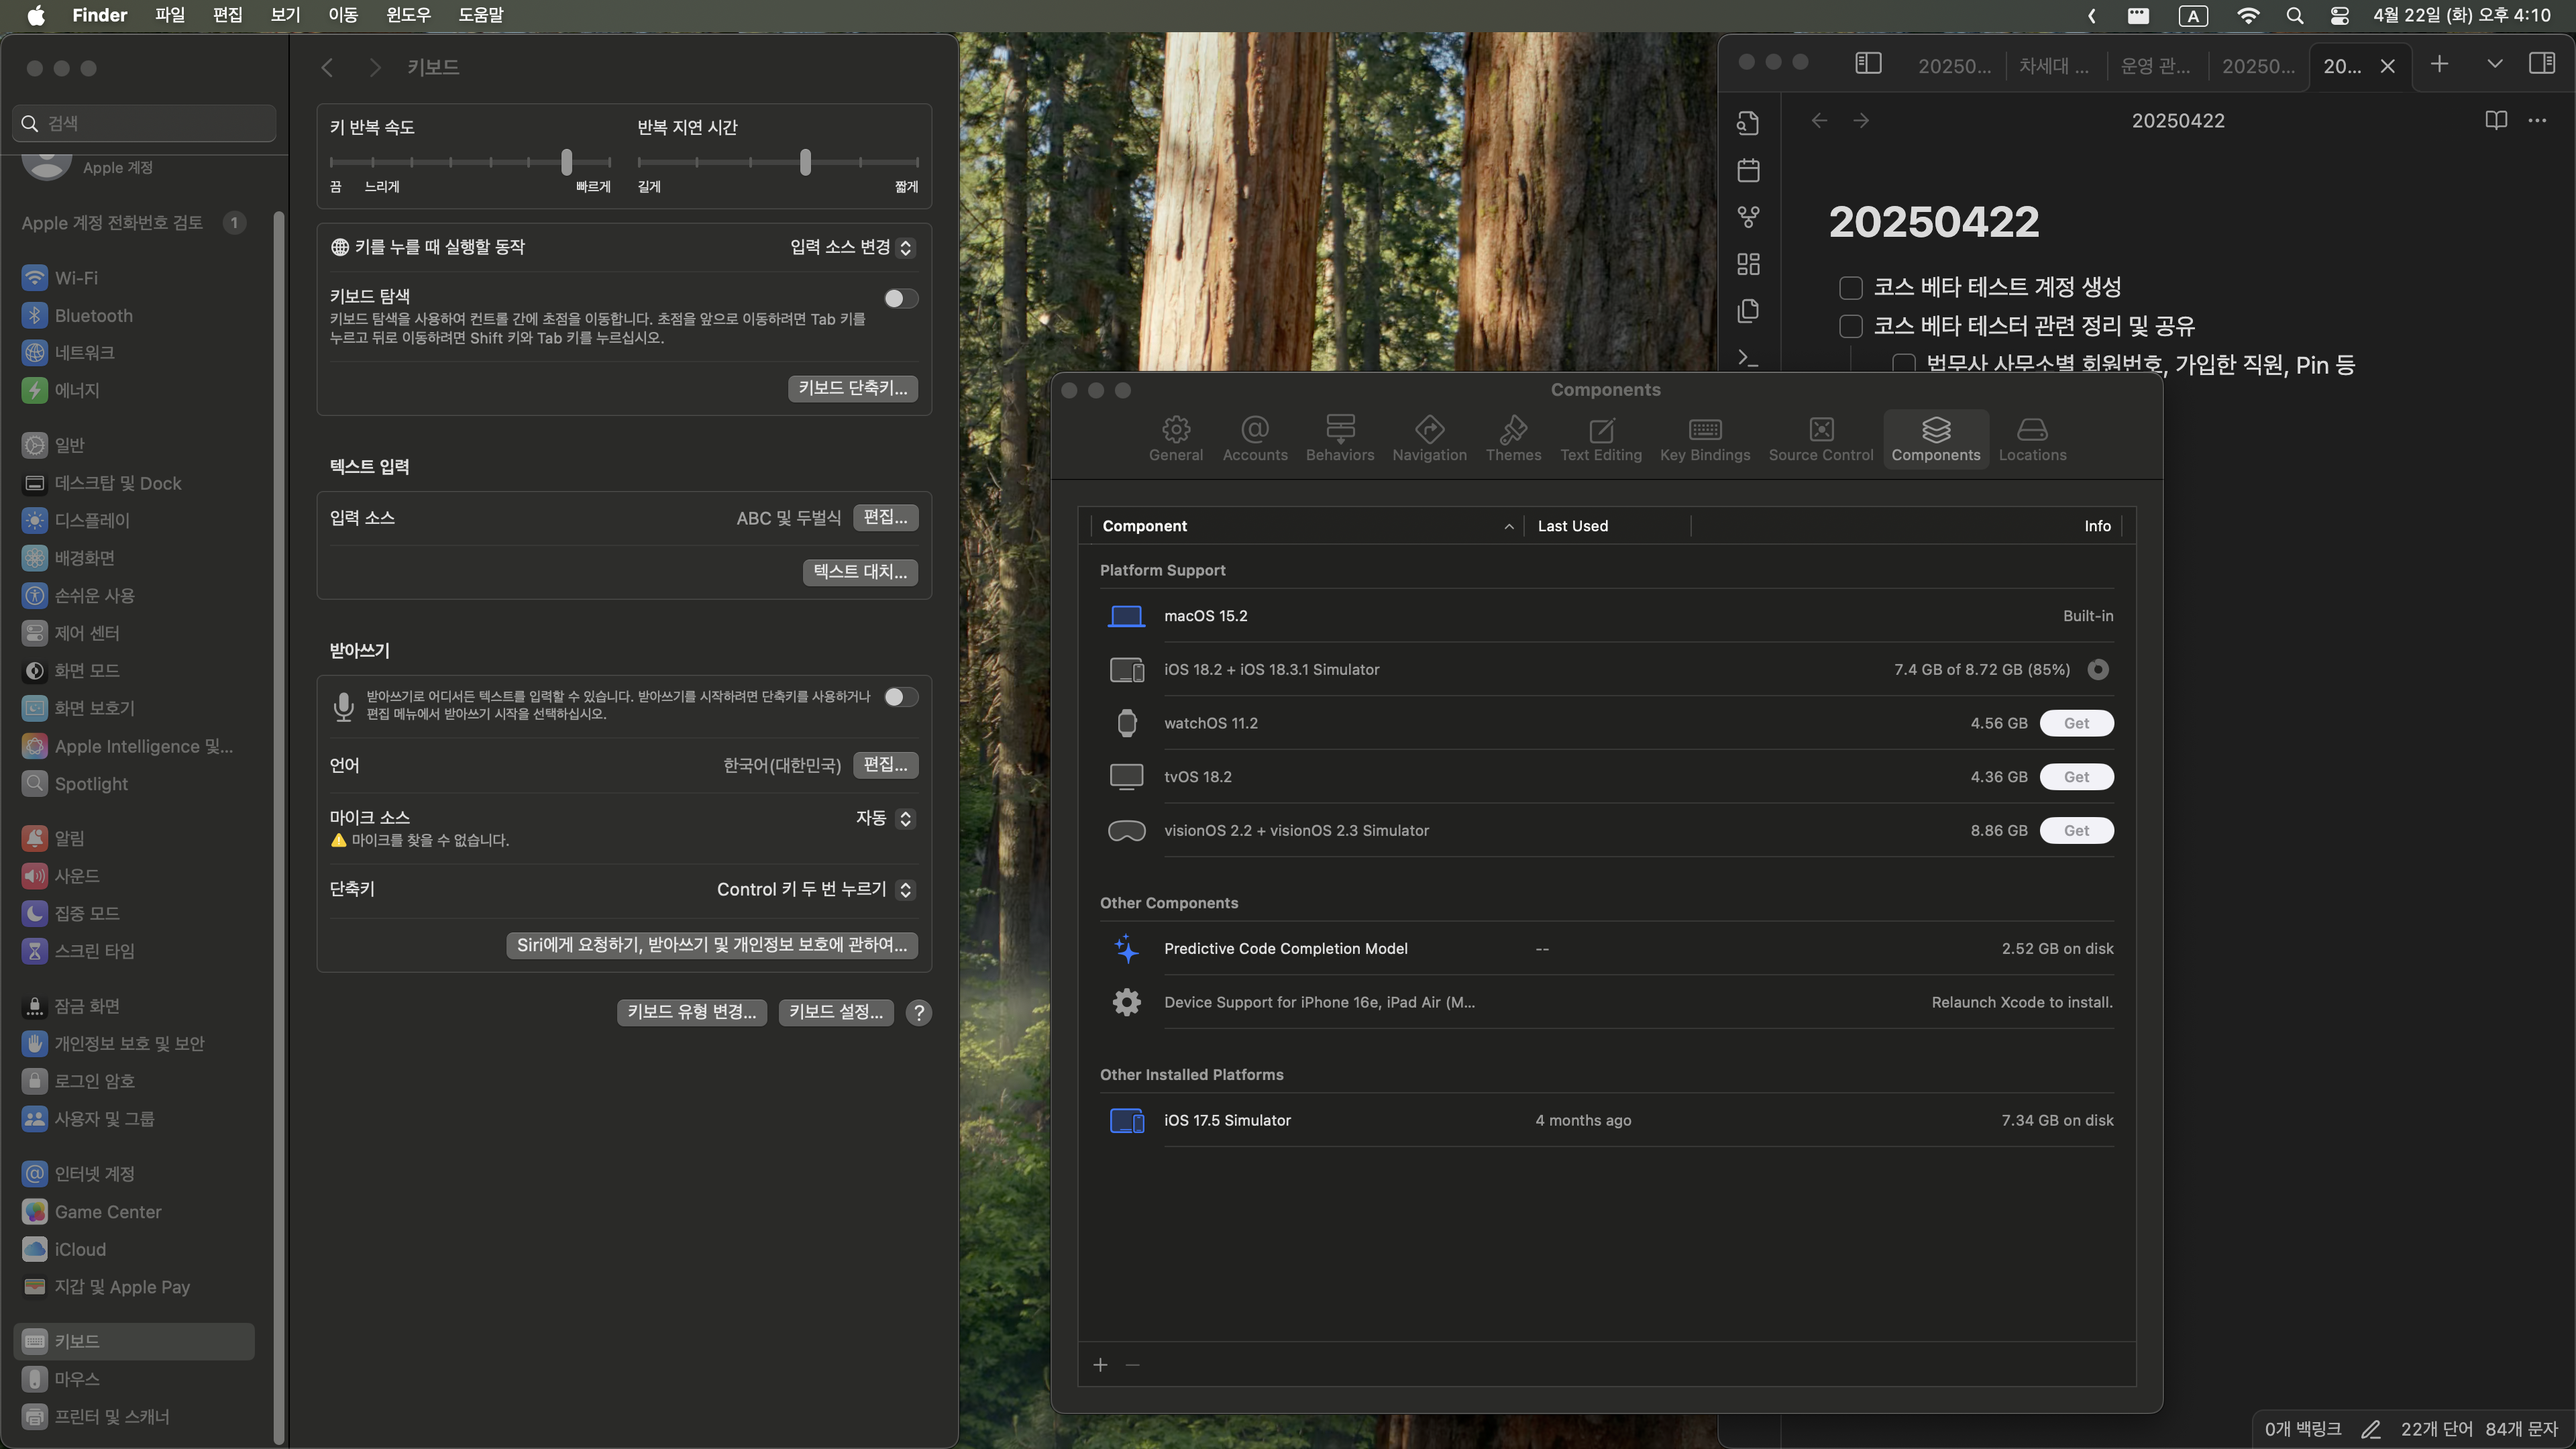 Finder 파일 편집 보기 이동 윈도우 도움말
A 4월 22일 (화) 오후 4:10
검색
Apple 계정
Apple 계정 전화번호 검토 1
Wi-Fi
Bluetooth
네트워크
에너지
일반
데스크탑 및 Dock
디스플레이
배경화면
손쉬운 사용
제어 센터
화면 모드
화면 보호기
Apple Intelligence 및...
Spotlight
알림
사운드
집중 모드
스크린 타임
잠금 화면
개인정보 보호 및 보안
로그인 암호
사용자 및 그룹
인터넷 계정
Game Center
iCloud
지갑 및 Apple Pay
키보드
마우스
프린터 및 스캐너
키보드
키 반복 속도 반복 지연 시간
끔 느리게 빠르게 길게 짧게
키를 누를 때 실행할 동작 입력 소스 변경
키보드 탐색
키보드 탐색을 사용하여 컨트롤 간에 초점을 이동합니다. 초점을 앞으로 이동하려면 Tab 키를
누르고 뒤로 이동하려면 Shift 키와 Tab 키를 누르십시오.
키보드 단축키...
텍스트 입력
입력 소스 ABC 및 두벌식 편집...
텍스트 대치...
받아쓰기
받아쓰기로 어디서든 텍스트를 입력할 수 있습니다. 받아쓰기를 시작하려면 단축키를 사용하거나
편집 메뉴에서 받아쓰기 시작을 선택하십시오.
언어 한국어(대한민국) 편집...
마이크 소스 자동
마이크를 찾을 수 없습니다.
단축키 Control 키 두 번 누르기
Siri에게 요청하기, 받아쓰기 및 개인정보 보호에 관하여...
키보드 유형 변경... 키보드 설정... ?
20250... 차세대 ... 운영 관... 20250... 20...
20250422
20250422
코스 베타 테스트 계정 생성
코스 베타 테스터 관련 정리 및 공유
법무사 사무소별 회원번호, 가입한 직원, Pin 등
Components
General Accounts Behaviors Navigation Themes Text Editing Key Bindings Source Control Components Locations
Component Last Used Info
Platform Support
macOS 15.2 Built-in
iOS 18.2 + iOS 18.3.1 Simulator 7.4 GB of 8.72 GB (85%)
watchOS 11.2 4.56 GB Get
tvOS 18.2 4.36 GB Get
visionOS 2.2 + visionOS 2.3 Simulator 8.86 GB Get
Other Components
Predictive Code Completion Model -- 2.52 GB on disk
Device Support for iPhone 16e, iPad Air (M... Relaunch Xcode to install.
Other Installed Platforms
iOS 17.5 Simulator 4 months ago 7.34 GB on disk
0개 백링크 22개 단어 84개 문자